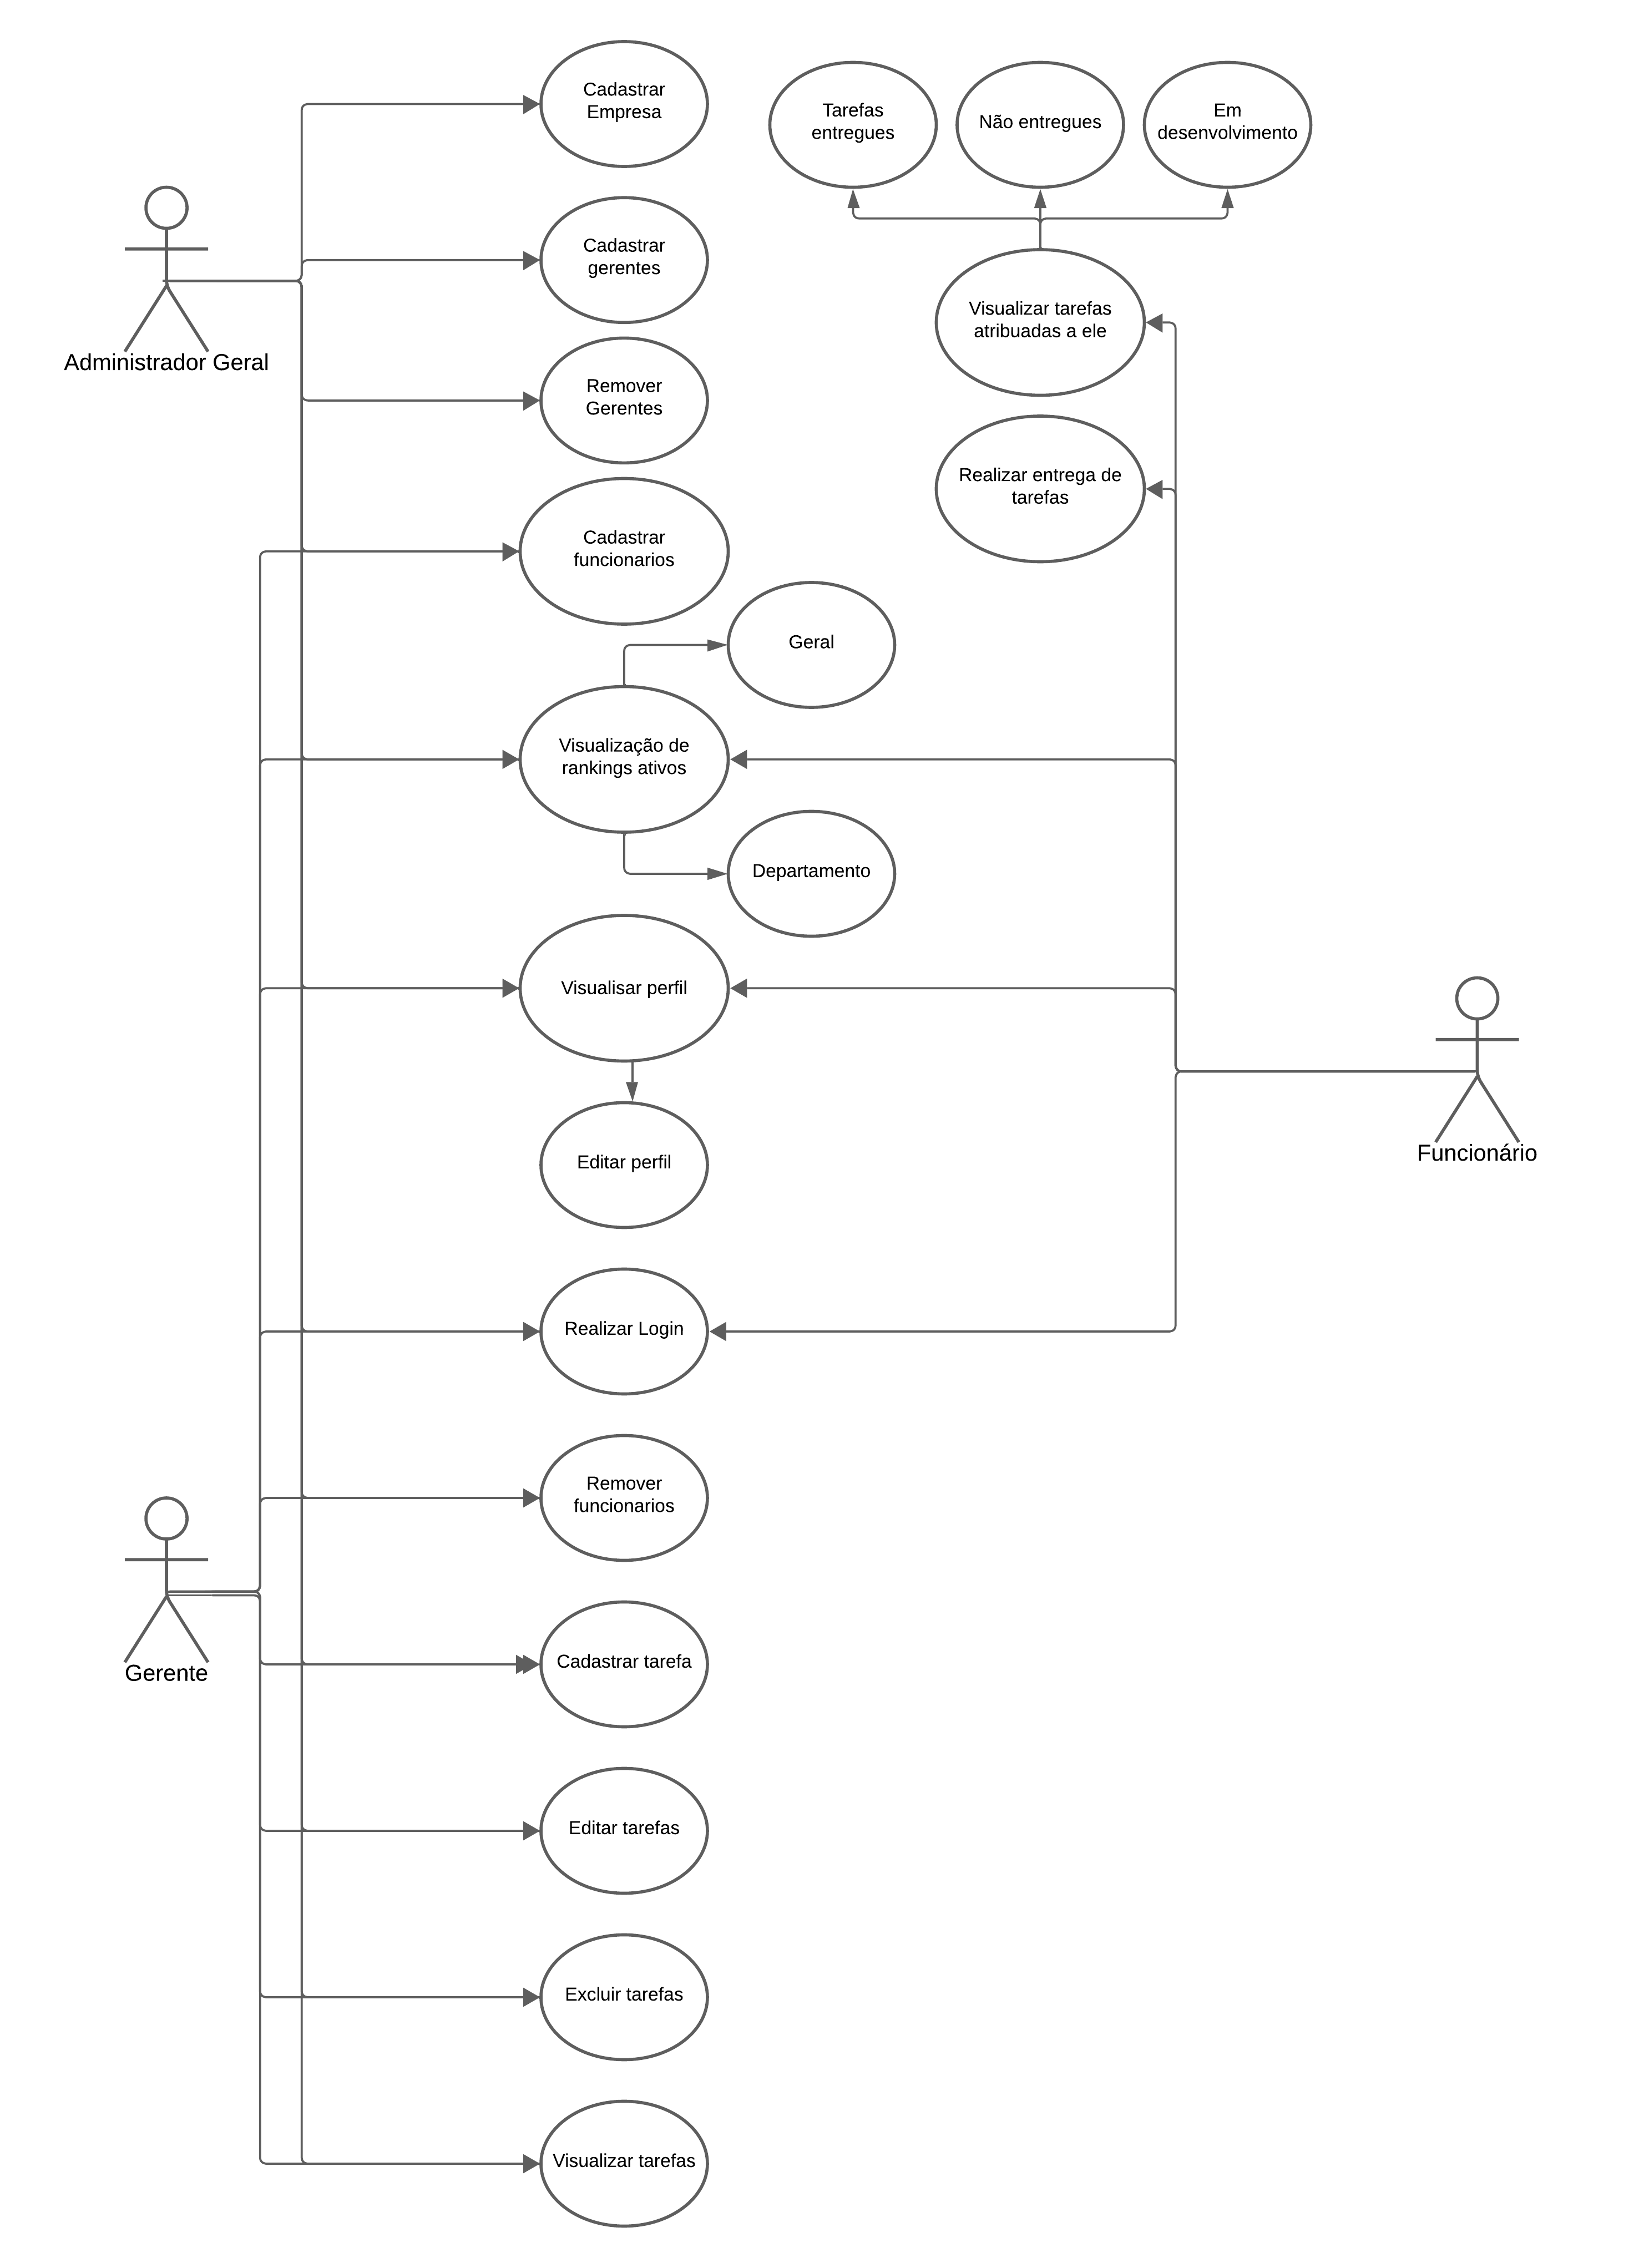 Cadastrar
Empresa
Tarefas
entregues
Não entregues
Em
desenvolvimento
Cadastrar
gerentes
Visualizar tarefas
atribuadas a ele
Administrador Geral
Remover
Gerentes
Realizar entrega de
tarefas
Cadastrar
funcionarios
Geral
Visualização de
rankings ativos
Departamento
Visualisar perfil
Funcionário
Editar perfil
Realizar Login
Remover
funcionarios
Cadastrar tarefa
Gerente
Editar tarefas
Excluir tarefas
Visualizar tarefas